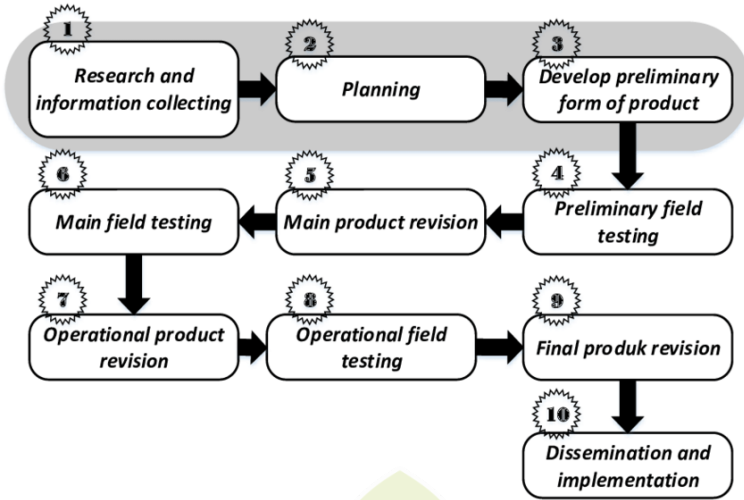 1
Research and
information collecting
2
Planning
3
Develop preliminary
form of product
4
Preliminary field
testing
5
Main product revision
6
Main field testing
7
Operational product
revision
8
Operational field
testing
9
Final produk revision
10
Dissemination and
implementation